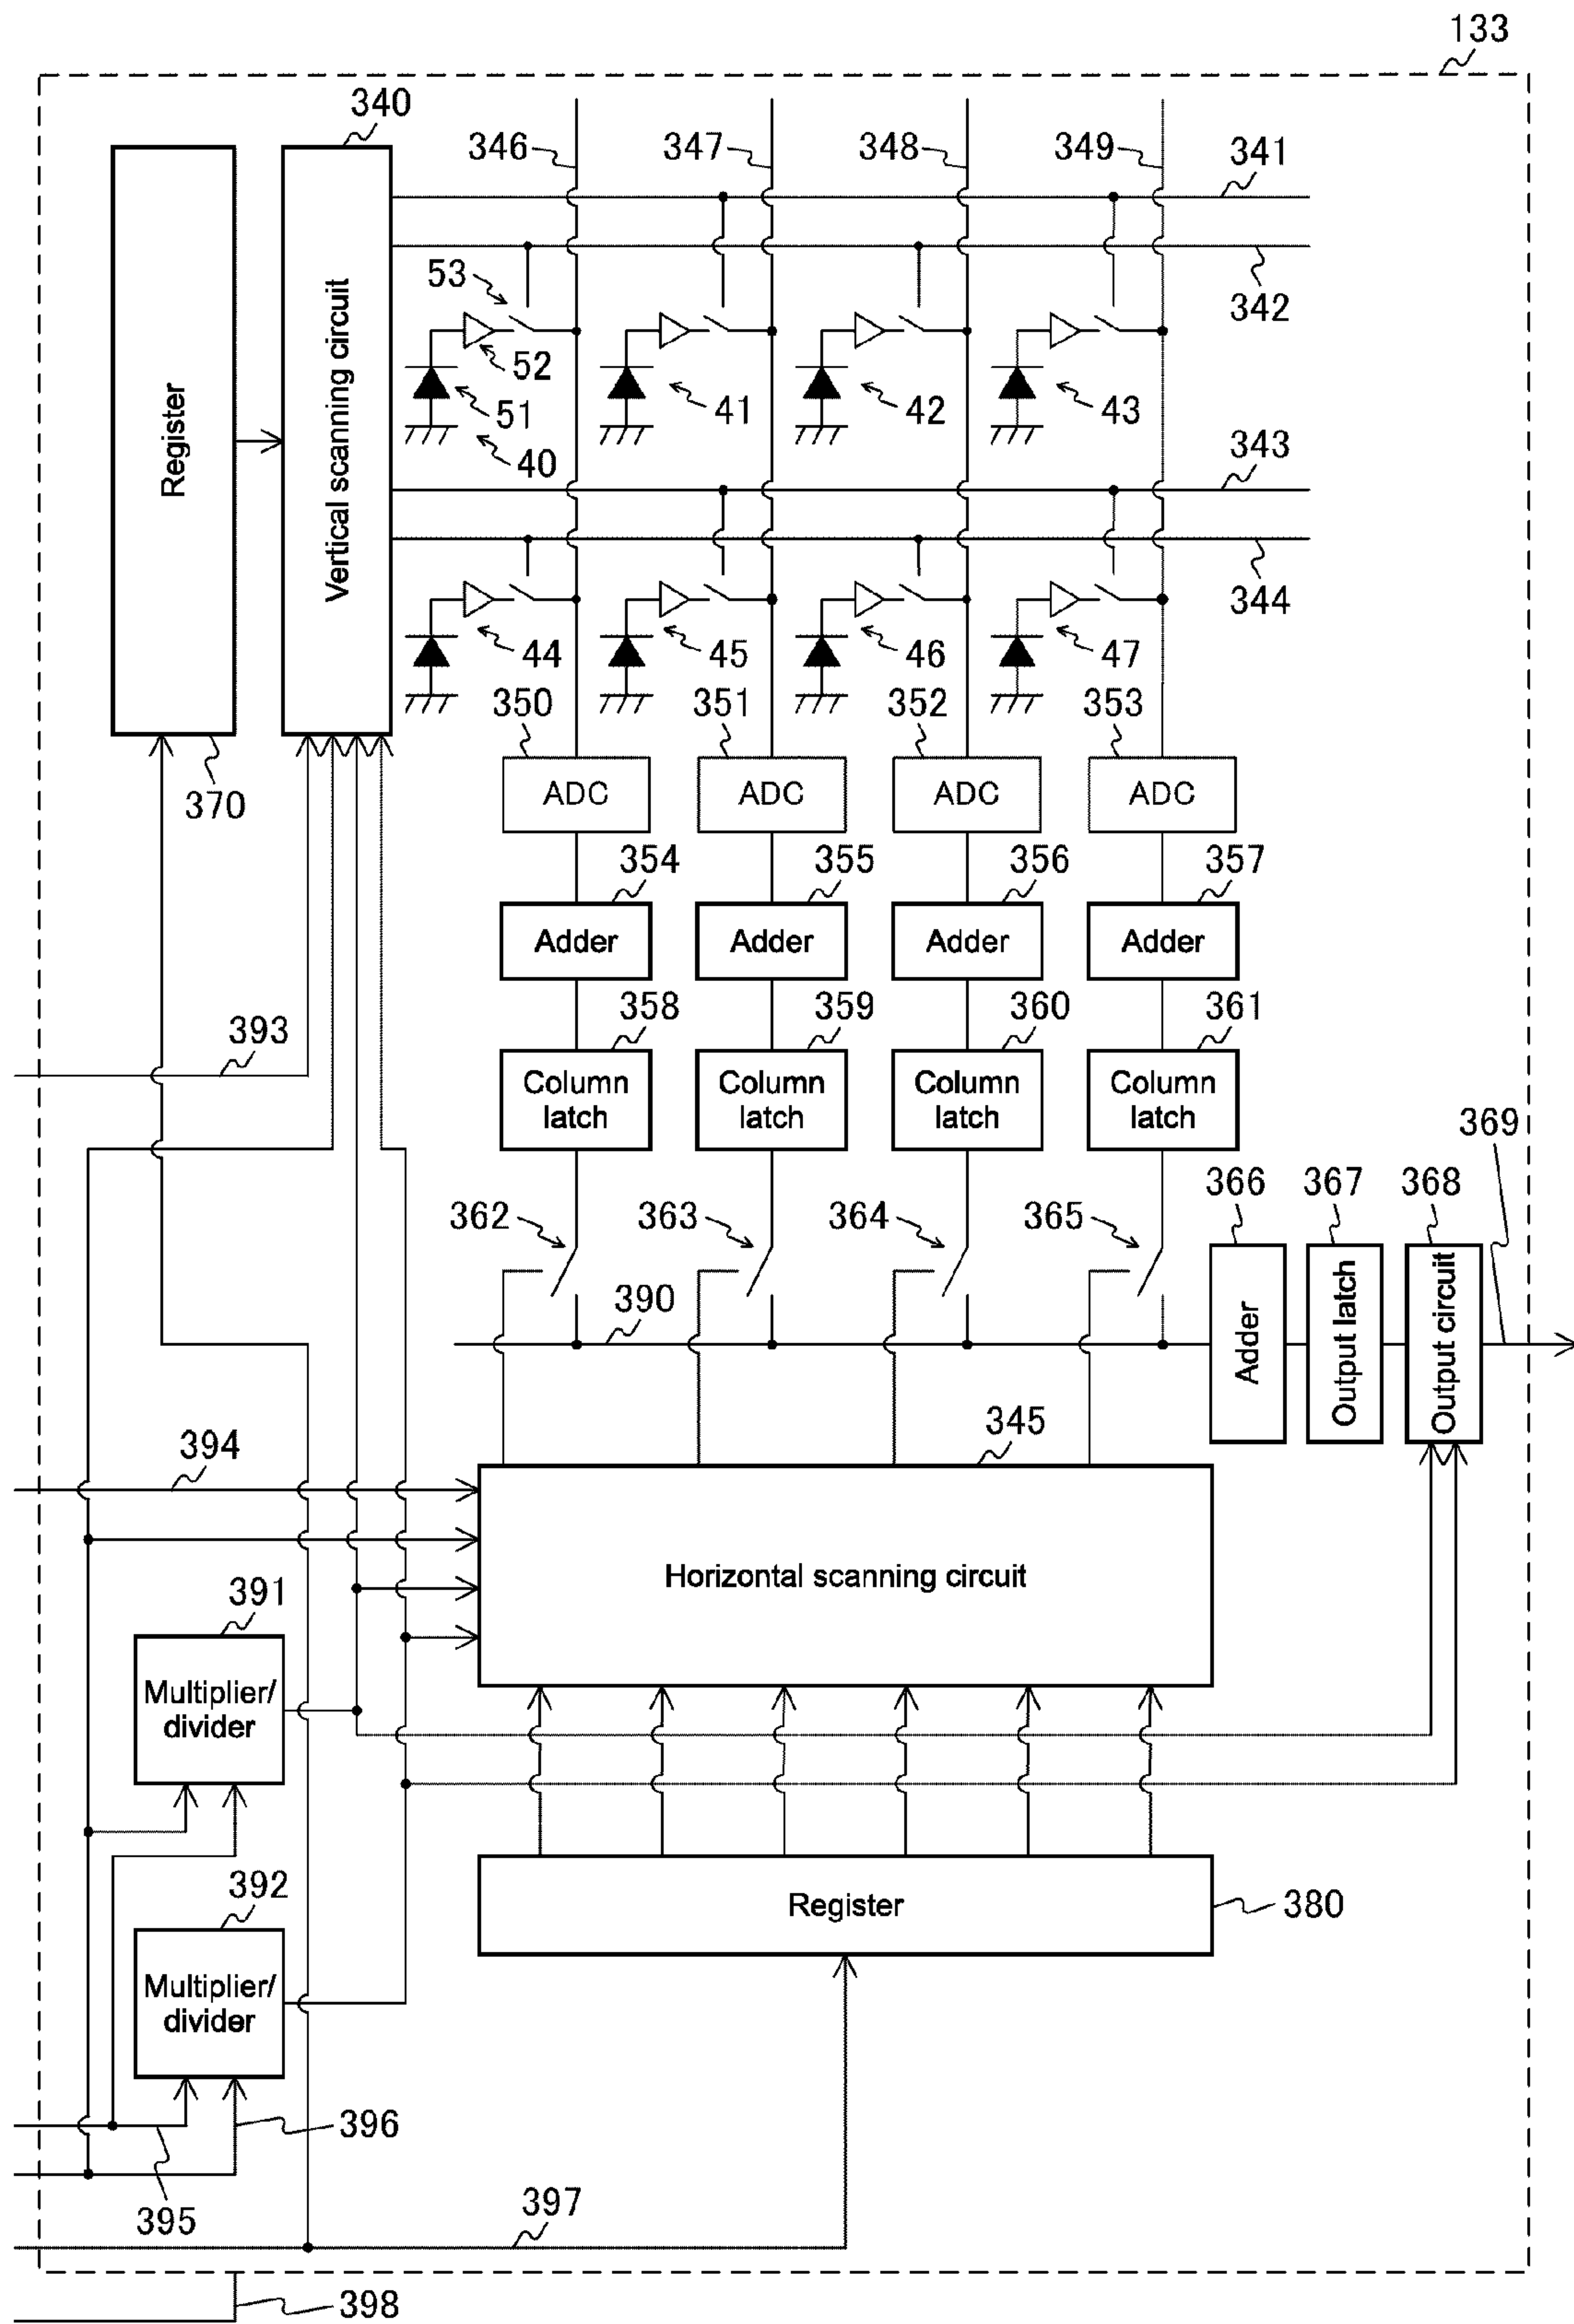 133
340
346
347
348
349
341
342
53
52
51
40
41
42
43
Register
Vertical scanning circuit
343
344
44
45
46
47
350
351
352
353
370
ADC
ADC
ADC
ADC
354
355
356
357
Adder
Adder
Adder
Adder
358
359
360
361
393
Column
latch
Column
latch
Column
latch
Column
latch
369
366
367
368
362
363
364
365
390
Adder
Output latch
Output circuit
394
345
Horizontal scanning circuit
391
Multiplier/
divider
392
Multiplier/
divider
Register
380
396
395
397
398